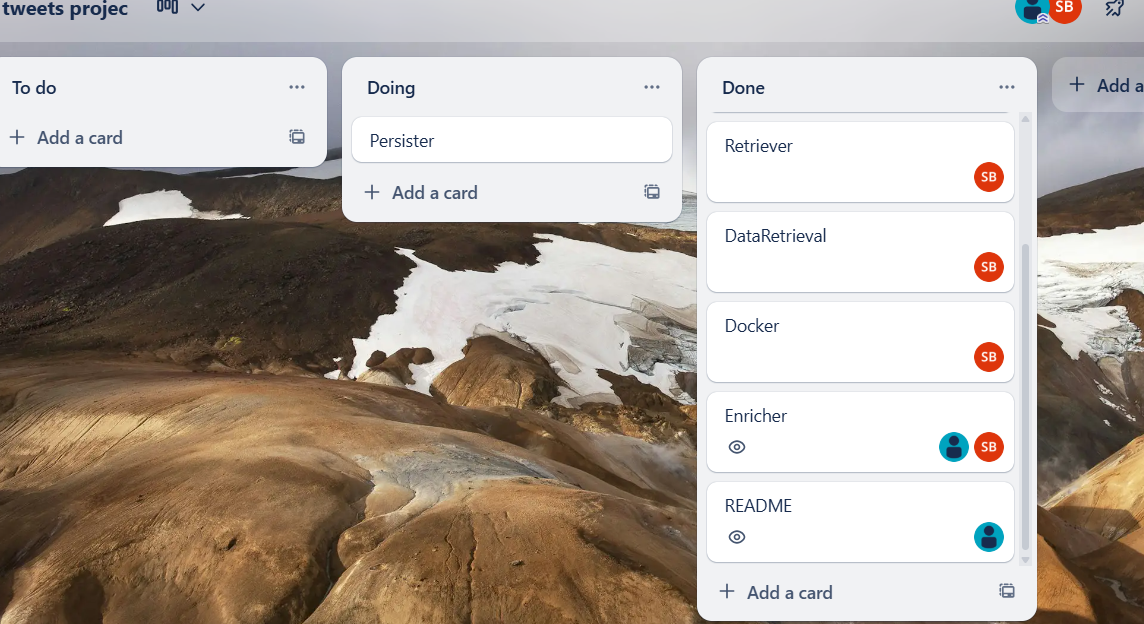 tweets projec
SB
To do
Add a card
Doing
Persister
Add a card
Done
Retriever
SB
DataRetrieval
SB
Docker
SB
Enricher
SB
README
Add a card
Add a